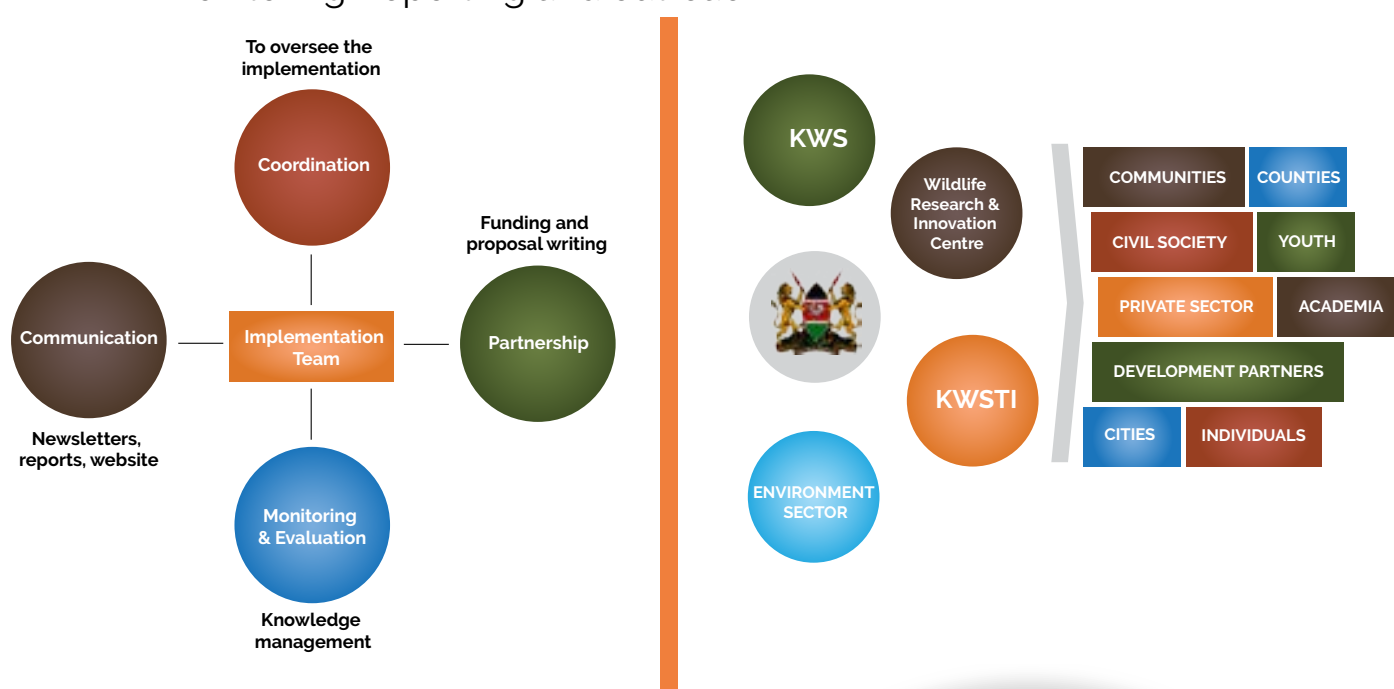 To oversee the
implementation
Coordination
Funding and
proposal writing
Communication
Implementation
Team
Partnership
Newsletters,
reports, website
Monitoring
& Evaluation
Knowledge
management
KWS
Wildlife
Research &
Innovation
Centre
KWSTI
ENVIRONMENT
SECTOR
COMMUNITIES
COUNTIES
CIVIL SOCIETY
YOUTH
PRIVATE SECTOR
ACADEMIA
DEVELOPMENT PARTNERS
CITIES
INDIVIDUALS